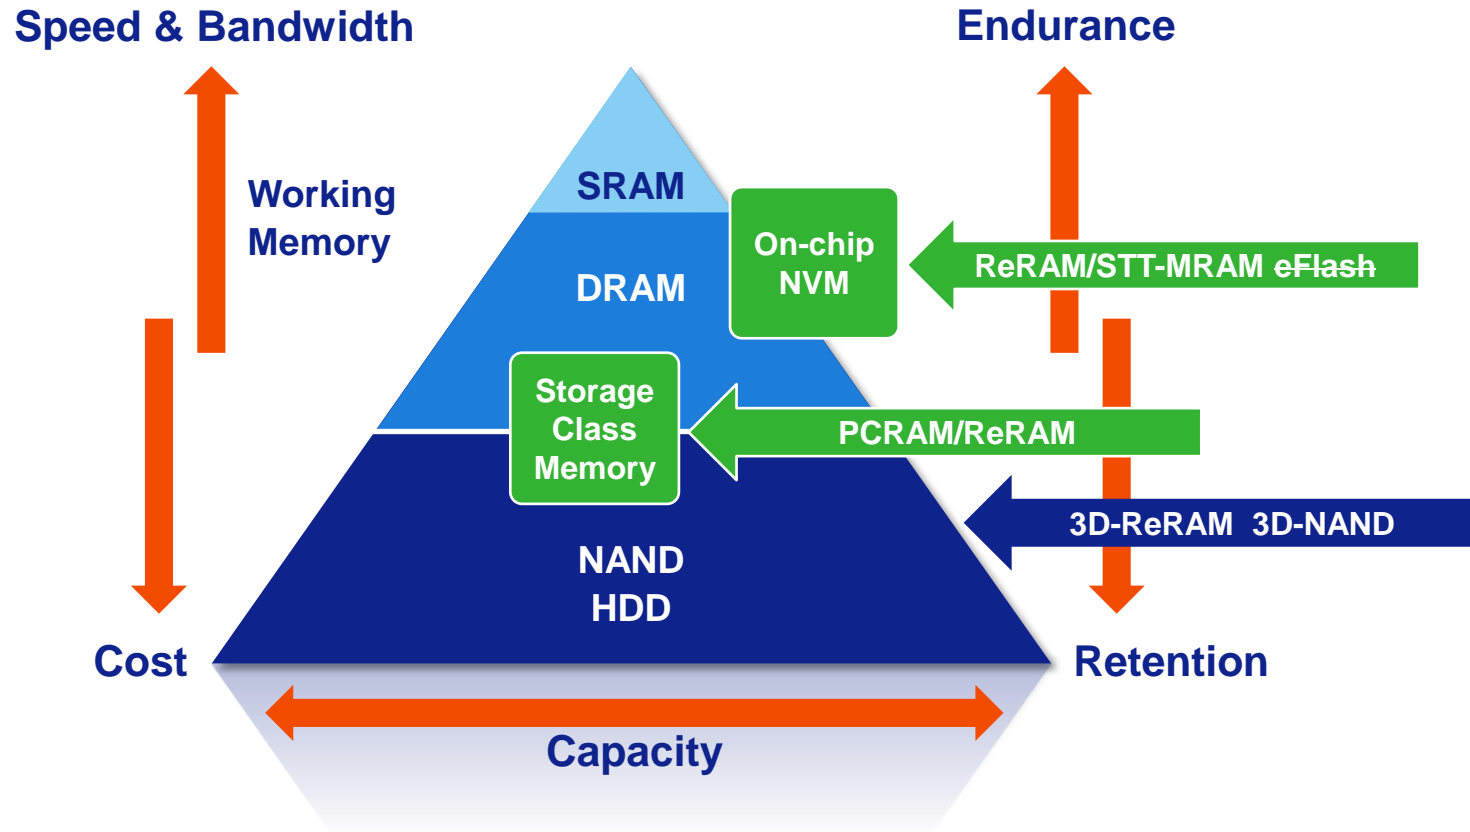 Speed & Bandwidth
Endurance
Working
Memory
SRAM
On-chip
NVM
ReRAM/STT-MRAM eFlash
DRAM
Storage
Class
Memory
PCRAM/ReRAM
3D-ReRAM 3D-NAND
NAND
HDD
Cost
Retention
Capacity